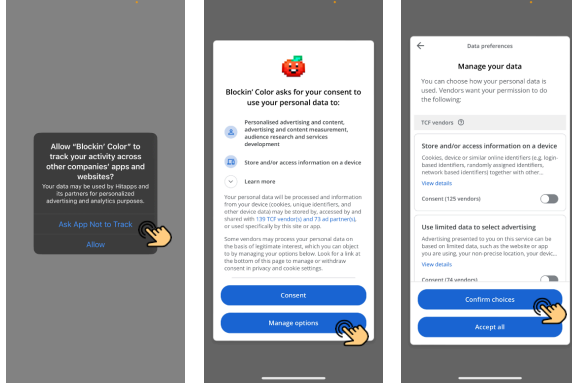 Allow "Blockin' Color" to
track your activity across
other companies' apps and
websites?
Your data may be used by Hitapps and
its partners for personalized
advertising and analytics purposes.
Ask App Not to Track
Allow
Blockin' Color asks for your consent to
use your personal data to:
Personalised advertising and content,
advertising and content measurement,
audience research and services
development
Store and/or access information on a device
Learn more
Your personal data will be processed and information
from your device (cookies, unique identifiers, and
other device data) may be stored by, accessed by and
shared with 139 TCF vendor(s) and 73 ad partner(s),
or used specifically by this site or app.
Some vendors may process your personal data on
the basis of legitimate interest, which you can object
to by managing your options below. Look for a link at
the bottom of this page to manage or withdraw
consent in privacy and cookie settings.
Consent
Manage options
Data preferences
Manage your data
You can choose how your personal data is
used. Vendors want your permission to do
the following:
TCF vendors
Store and/or access information on a device
Cookies, device or similar online identifiers (e.g. login-
based identifiers, randomly assigned identifiers,
network based identifiers) together with other...
View details
Consent (125 vendors)
Use limited data to select advertising
Advertising presented to you on this service can be
based on limited data, such as the website or app
you are using, your non-precise location, your devic...
View details
Consent (74 vendors)
Confirm choices
Accept all